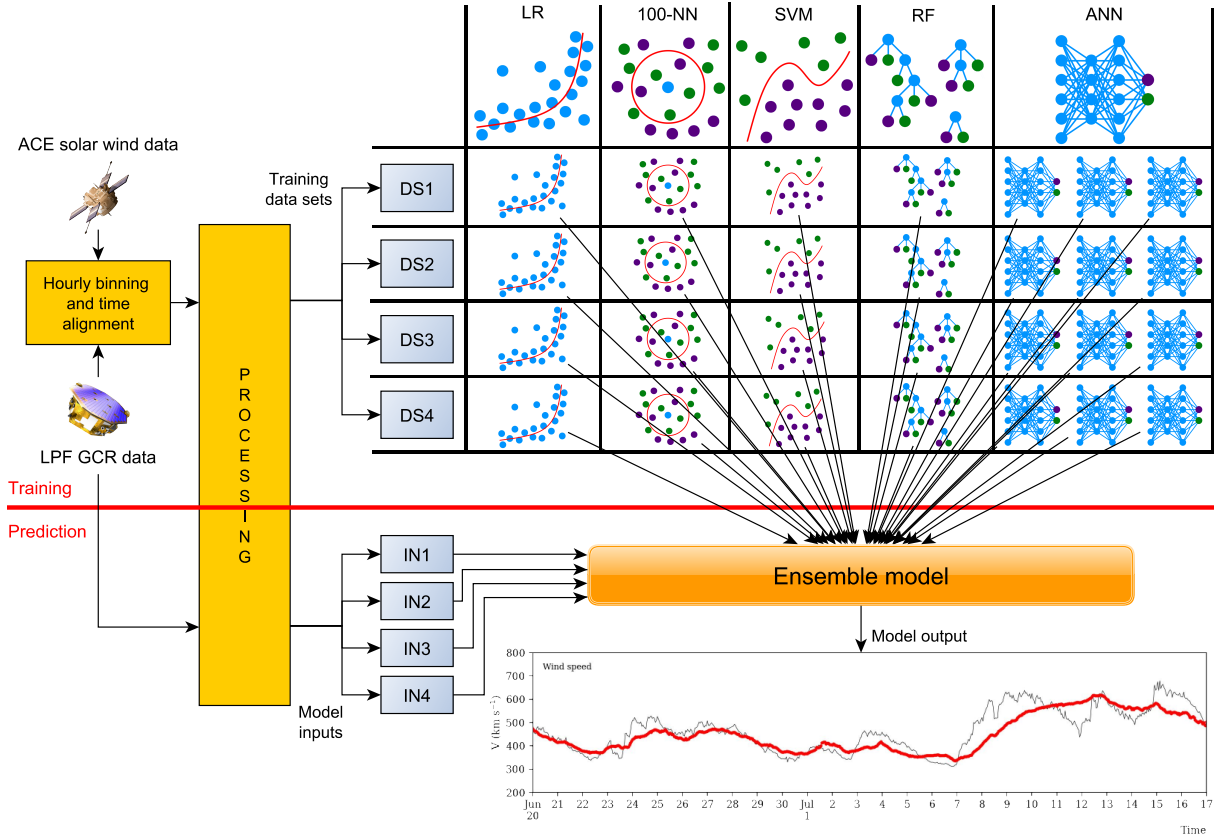 LR
100-NN
SVM
RF
ANN
ACE solar wind data
Training
data sets
DS1
DS2
DS3
DS4
Hourly binning
and time
alignment
LPF GCR data
PROCESSING
Training
Prediction
IN1
IN2
IN3
IN4
Model
inputs
Ensemble model
Model output
Wind speed
V (km s⁻¹)
800
700
600
500
400
300
200
Jun 21 22 23 24 25 26 27 28 29 30 Jul 2 3 4 5 6 7 8 9 10 11 12 13 14 15 16 17
20 1
Time